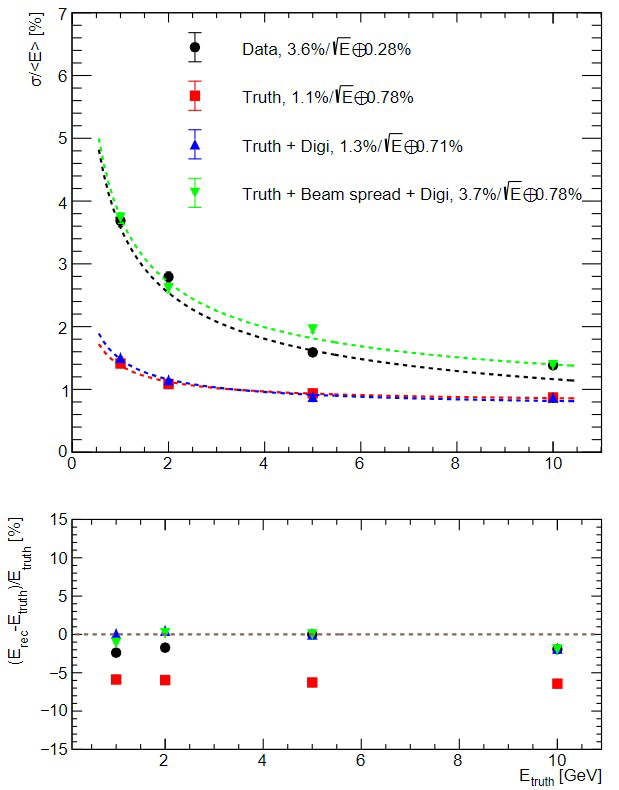 σ/<E> [%]
7
6
5
4
3
2
1
0
Data, 3.6%/√E⊕0.28%
Truth, 1.1%/√E⊕0.78%
Truth + Digi, 1.3%/√E⊕0.71%
Truth + Beam spread + Digi, 3.7%/√E⊕0.78%
0 2 4 6 8 10
(E_rec-E_truth)/E_truth [%]
15
10
5
0
−5
−10
−15
2 4 6 8 10
E_truth [GeV]